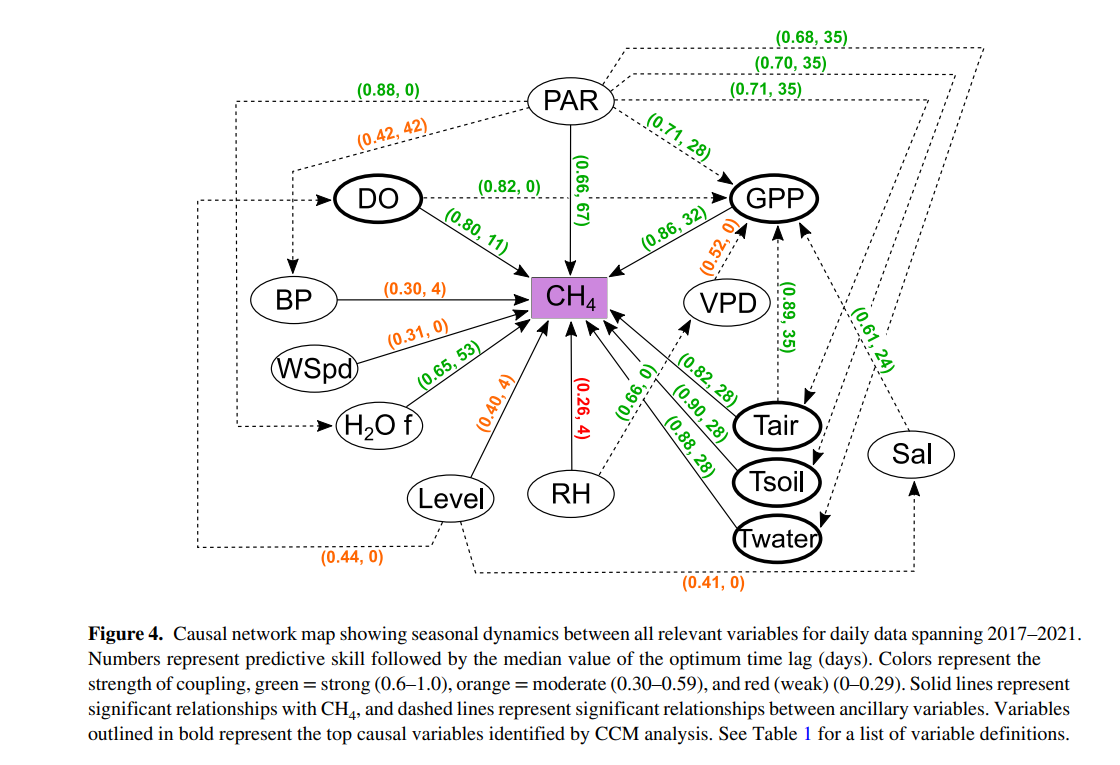 (0.68, 35)
(0.70, 35)
(0.88, 0)
(0.71, 35)
PAR
(0.42, 42)
(0.71, 28)
(0.66, 67)
DO
(0.82, 0)
GPP
(0.80, 11)
(0.86, 32)
(0.52, 0)
BP
(0.30, 4)
CH₄
VPD
(0.89, 35)
(0.61, 24)
(0.31, 0)
WSpd
(0.65, 53)
(0.40, 4)
(0.26, 4)
(0.66, 0)
(0.82, 28)
(0.90, 28)
(0.88, 28)
H₂O f
Tair
Sal
Tsoil
Level
RH
Twater
(0.44, 0)
(0.41, 0)
Figure 4. Causal network map showing seasonal dynamics between all relevant variables for daily data spanning 2017–2021.
Numbers represent predictive skill followed by the median value of the optimum time lag (days). Colors represent the
strength of coupling, green = strong (0.6–1.0), orange = moderate (0.30–0.59), and red (weak) (0–0.29). Solid lines represent
significant relationships with CH₄, and dashed lines represent significant relationships between ancillary variables. Variables
outlined in bold represent the top causal variables identified by CCM analysis. See Table 1 for a list of variable definitions.